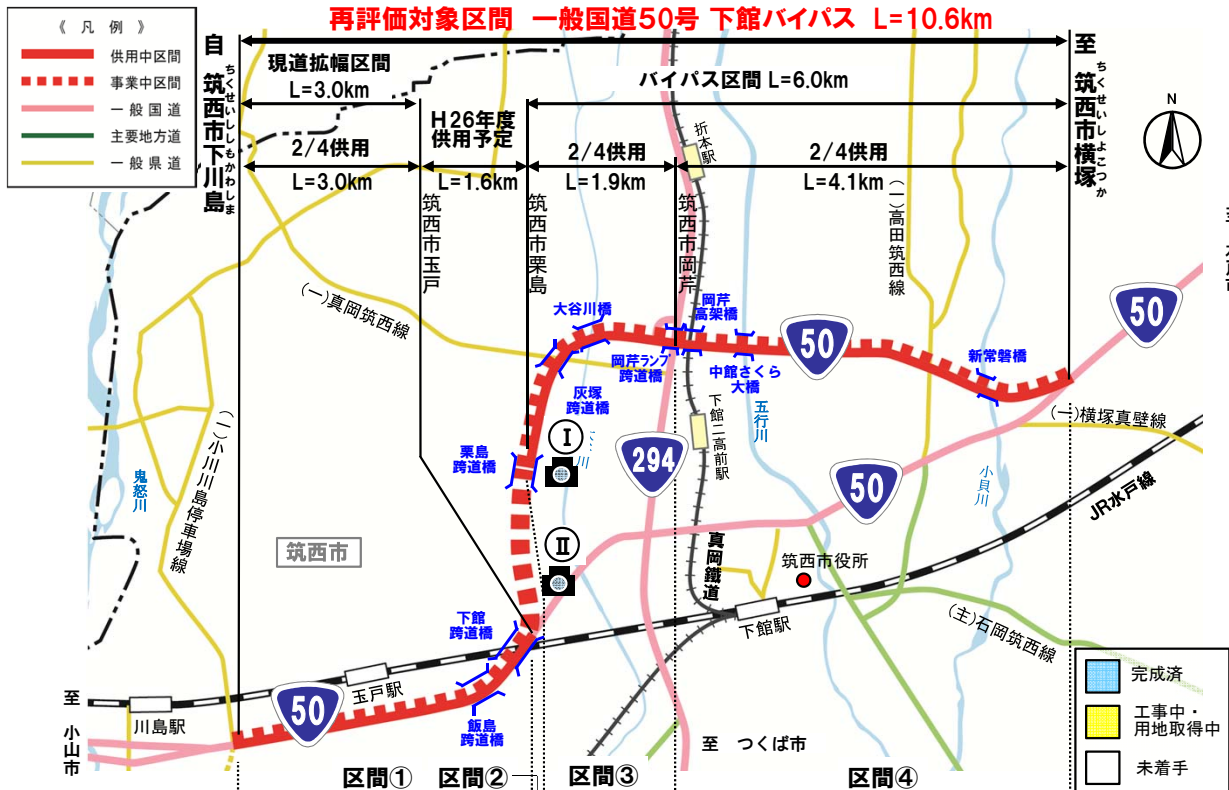 再評価対象区間 一般国道50号 下館バイパス L=10.6km
《 凡 例 》
供用中区間
事業中区間
一 般 国 道
主要地方道
一 般 県 道
自 筑西市下川島
ちくせいししもかわしま
至 筑西市横塚
ちくせいしよこつか
N
現道拡幅区間
L=3.0km
バイパス区間 L=6.0km
H26年度
供用予定
2/4供用
L=3.0km
L=1.6km
2/4供用
L=1.9km
2/4供用
L=4.1km
筑西市玉戸
筑西市栗島
筑西市岡芹
折本駅
(一)高田筑西線
(一)真岡筑西線
大谷川橋
岡芹
高架橋
50
50
新常磐橋
岡芹ランプ
跨道橋
中館さくら
大橋
灰塚
跨道橋
五行川
下館二高前駅
(一)横塚真壁線
(一)小川川島停車場線
鬼怒川
栗島
跨道橋
Ⅰ
川
294
50
小貝川
JR水戸線
筑西市
Ⅱ
真岡鐵道
筑西市役所
下館
跨道橋
下館駅
(主)石岡筑西線
玉戸駅
至 小山市
川島駅
50
飯島
跨道橋
至 つくば市
完成済
工事中・
用地取得中
未着手
区間①
区間②
区間③
区間④